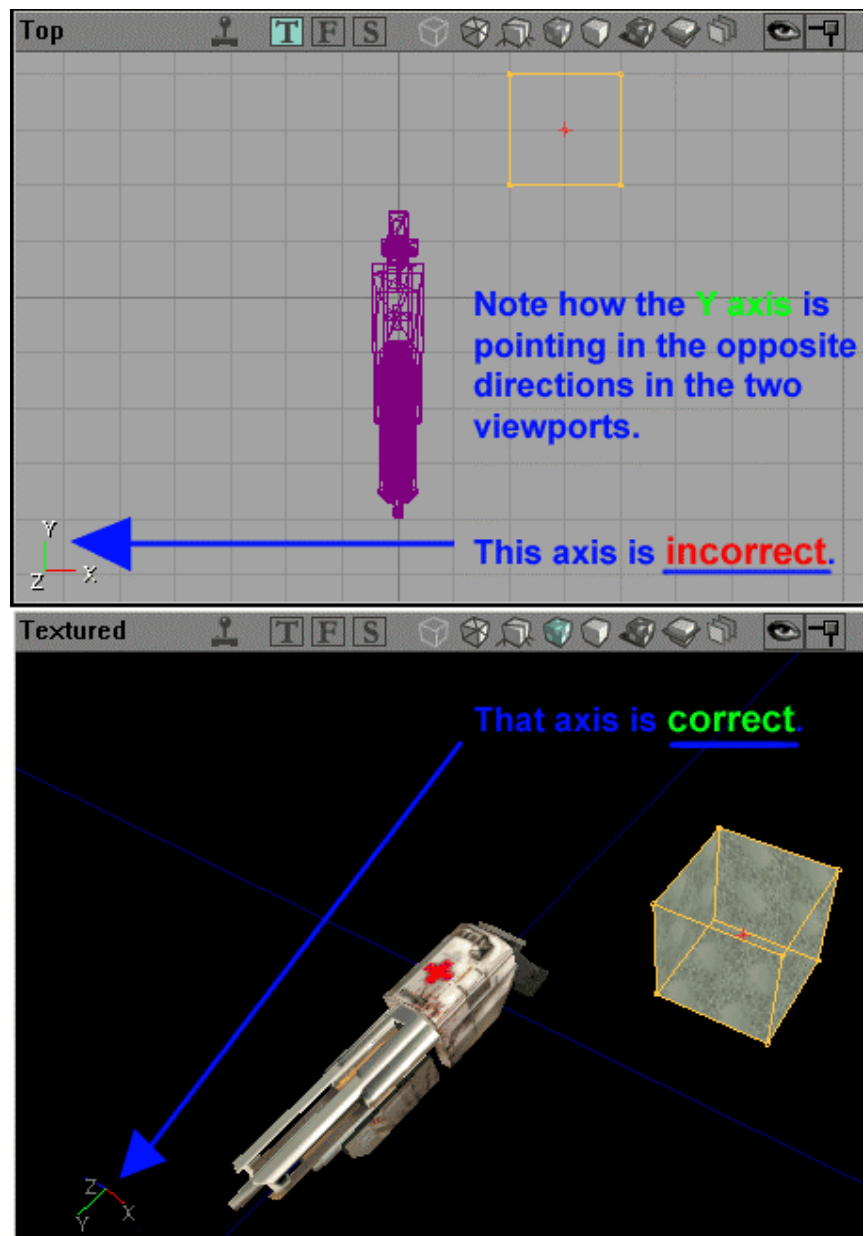 Top T F S
Note how the Y axis is
pointing in the opposite
directions in the two
viewports.
Y
Z X
This axis is incorrect.
Textured T F S
That axis is correct.
Z
Y X